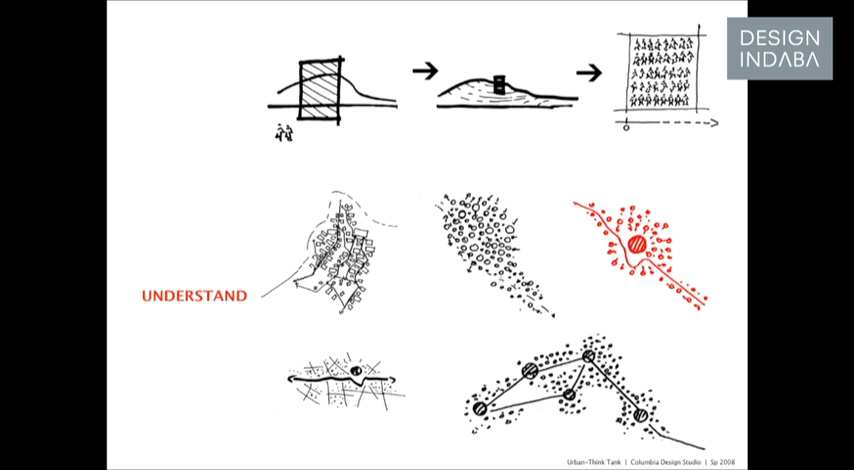 DESIGN
INDABA
UNDERSTAND
Urban-Think Tank | Columbia Design Studio | Sp 2008